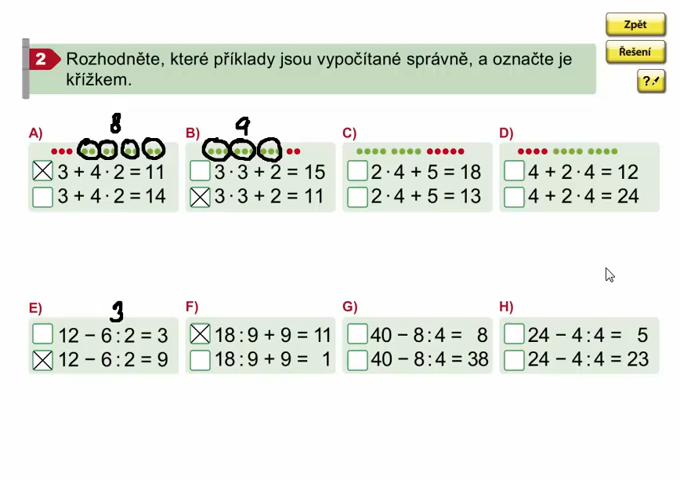 Zpět
Řešení
?
2 Rozhodněte, které příklady jsou vypočítané správně, a označte je
křížkem.
8 9
A) B) C) D)
3 + 4 · 2 = 11 3 · 3 + 2 = 15 2 · 4 + 5 = 18 4 + 2 · 4 = 12
3 + 4 · 2 = 14 3 · 3 + 2 = 11 2 · 4 + 5 = 13 4 + 2 · 4 = 24
E) 3 F) G) H)
12 − 6 : 2 = 3 18 : 9 + 9 = 11 40 − 8 : 4 = 8 24 − 4 : 4 = 5
12 − 6 : 2 = 9 18 : 9 + 9 = 1 40 − 8 : 4 = 38 24 − 4 : 4 = 23